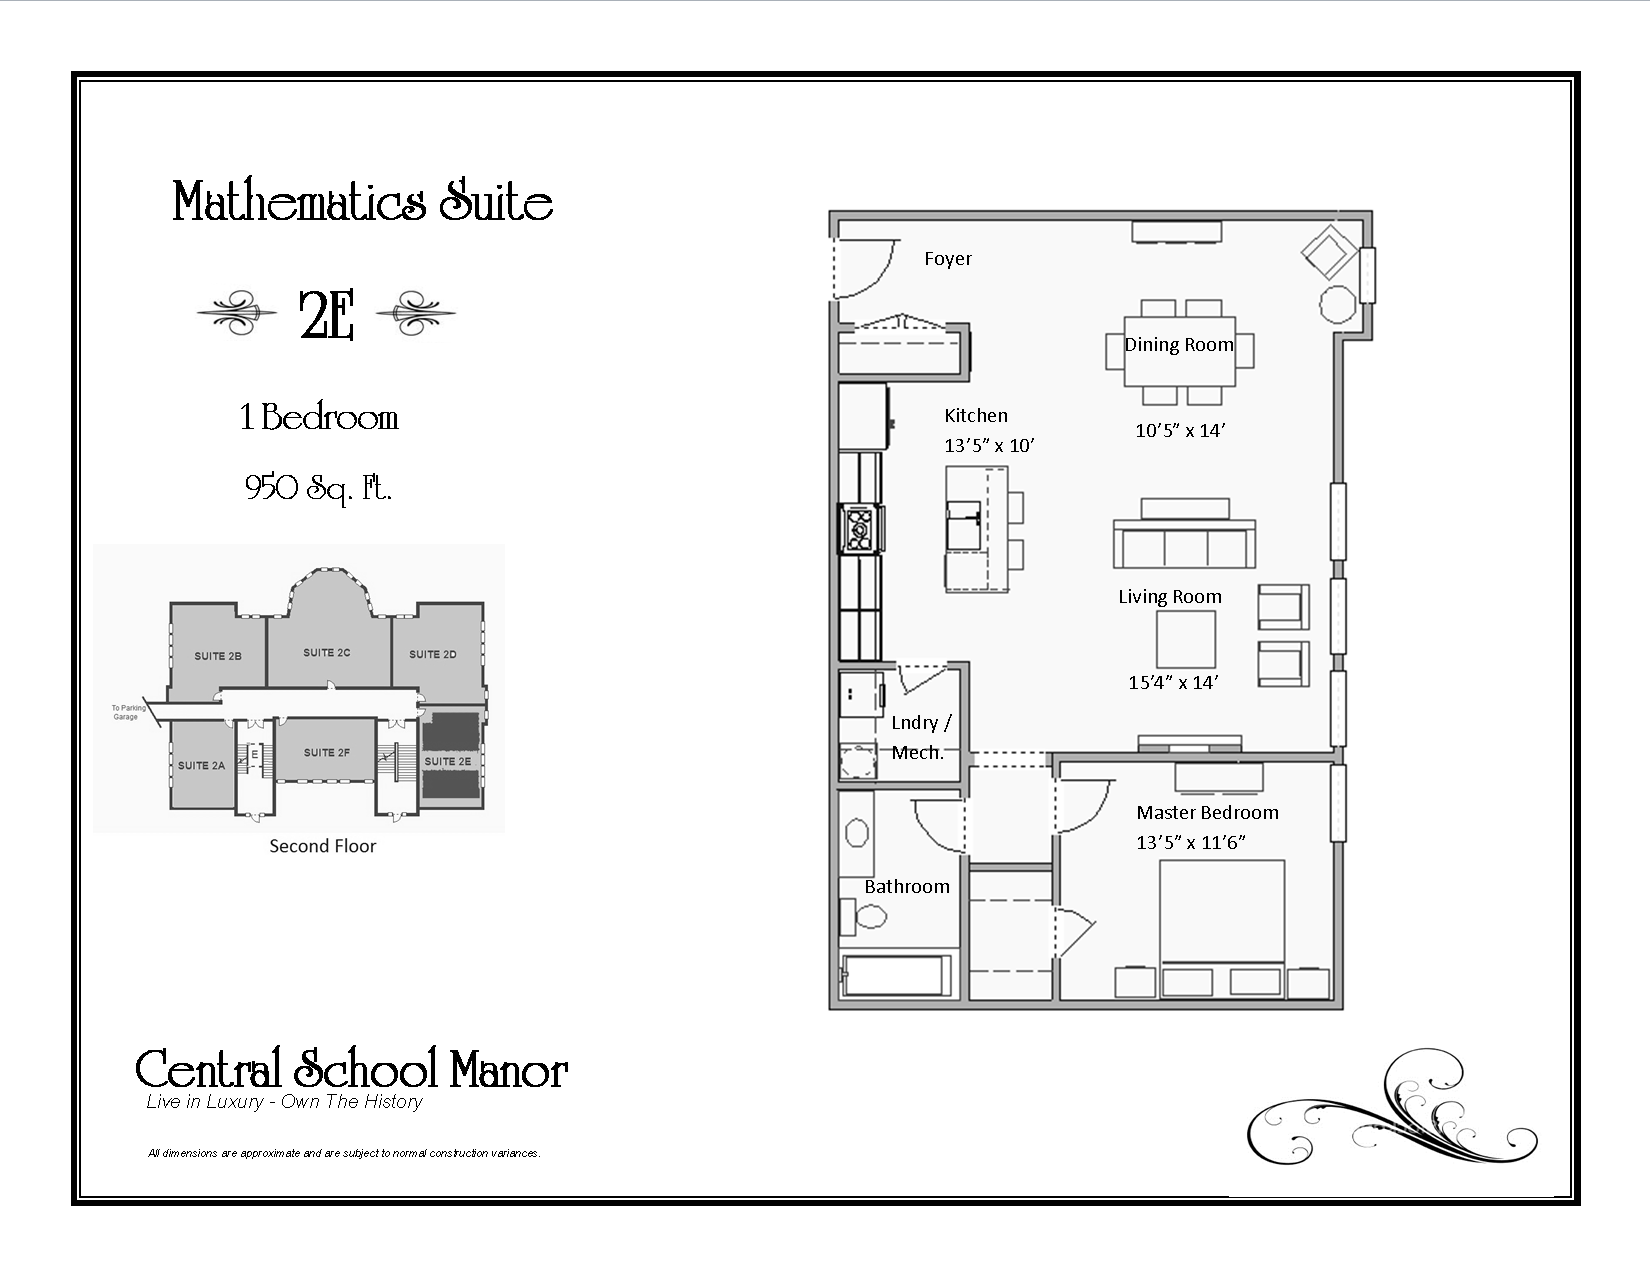 Mathematics Suite
2E
1 Bedroom
950 Sq. Ft.
SUITE 2B
SUITE 2C
SUITE 2D
To Parking
Garage
SUITE 2A
E
SUITE 2F
SUITE 2E
Second Floor
Central School Manor
Live in Luxury - Own The History
All dimensions are approximate and are subject to normal construction variances.
Foyer
Dining Room
10’5” x 14’
Kitchen
13’5” x 10’
Living Room
15’4” x 14’
Lndry /
Mech.
Master Bedroom
13’5” x 11’6”
Bathroom